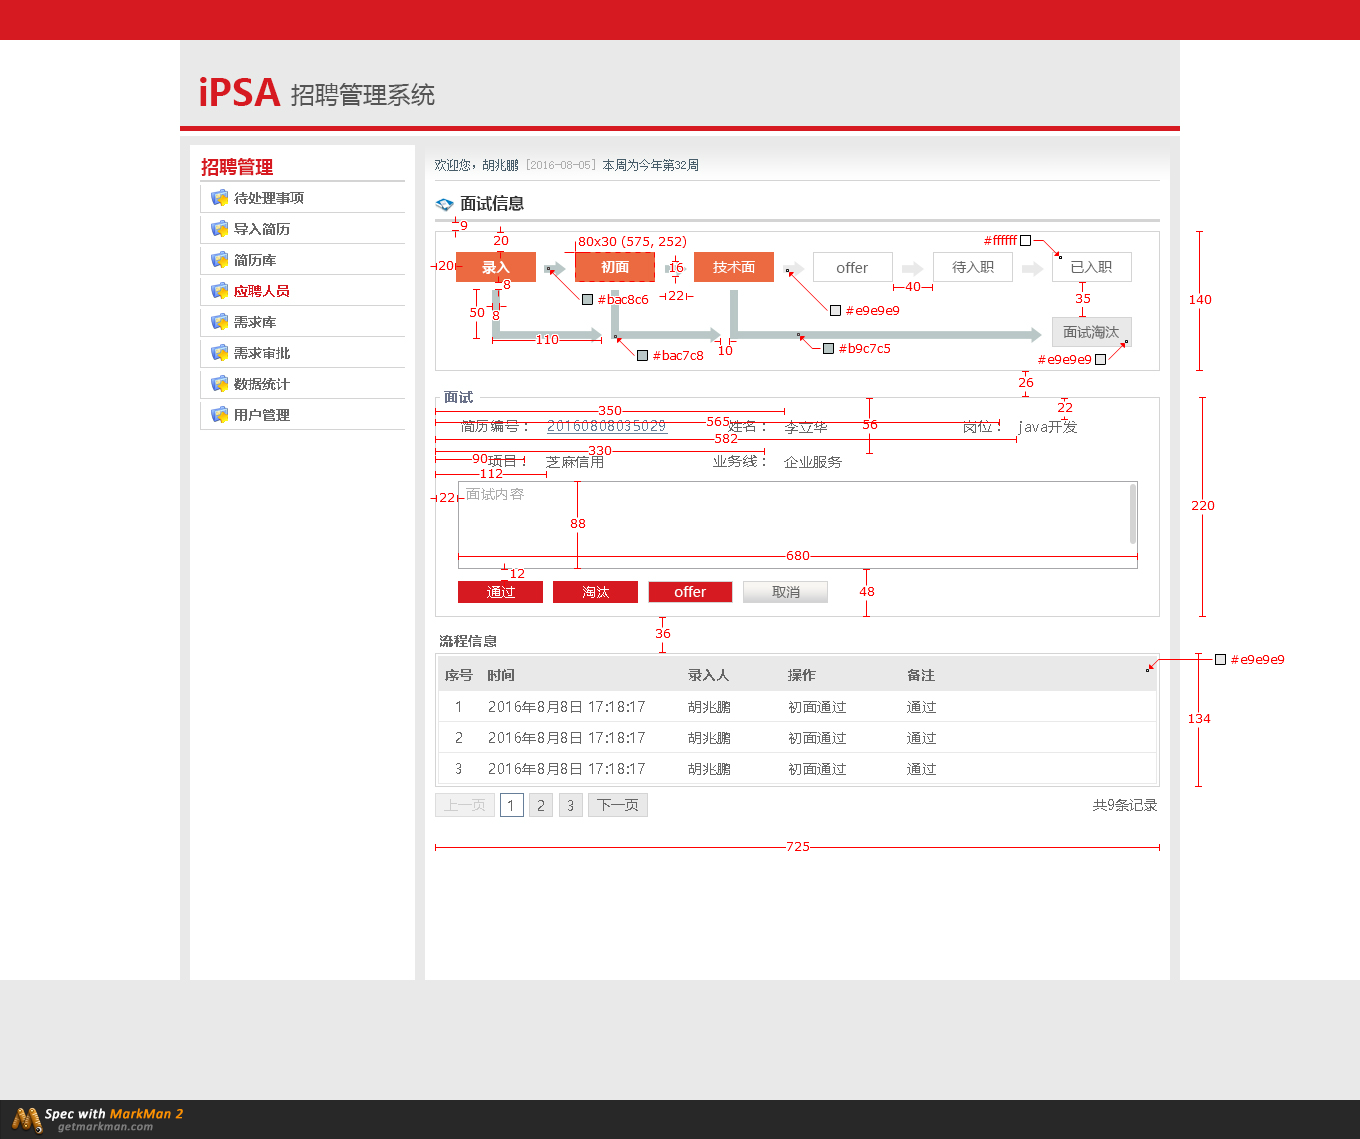 iPSA 招聘管理系统
招聘管理
待处理事项
导入简历
简历库
应聘人员
需求库
需求审批
数据统计
用户管理
欢迎您，胡兆鹏 [2016-08-05] 本周为今年第32周
面试信息
9
20
80x30 (575, 252)
#ffffff
20
录入
初面
16
技术面
offer
待入职
已入职
8
#bac8c6
22
40
35
140
50
8
#e9e9e9
110
10
面试淘汰
#bac7c8
#b9c7c5
#e9e9e9
26
面试
350
22
简历编号：
20160808035029
565
姓名：
李立华
56
岗位：
java开发
582
330
90
项目：
芝麻信用
业务线：
企业服务
112
22
面试内容
220
88
680
12
通过
淘汰
offer
取消
48
36
流程信息
#e9e9e9
序号 时间 录入人 操作 备注
1 2016年8月8日 17:18:17 胡兆鹏 初面通过 通过
134
2 2016年8月8日 17:18:17 胡兆鹏 初面通过 通过
3 2016年8月8日 17:18:17 胡兆鹏 初面通过 通过
上一页 1 2 3 下一页 共9条记录
725
Spec with MarkMan 2
getmarkman.com